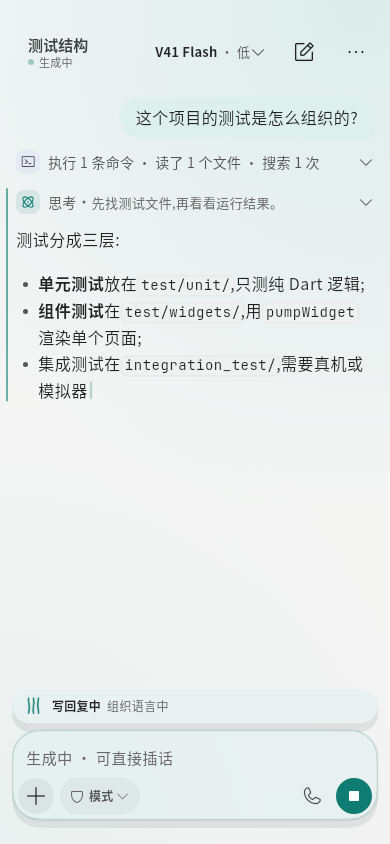 测试结构
生成中
V41 Flash · 低
这个项目的测试是怎么组织的?
执行 1 条命令 · 读了 1 个文件 · 搜索 1 次
思考 · 先找测试文件,再看看运行结果。
测试分成三层:
• 单元测试放在 test/unit/,只测纯 Dart 逻辑;
• 组件测试在 test/widgets/,用 pumpWidget
渲染单个页面;
• 集成测试在 integration_test/,需要真机或
模拟器
写回复中 组织语言中
生成中 · 可直接插话
模式